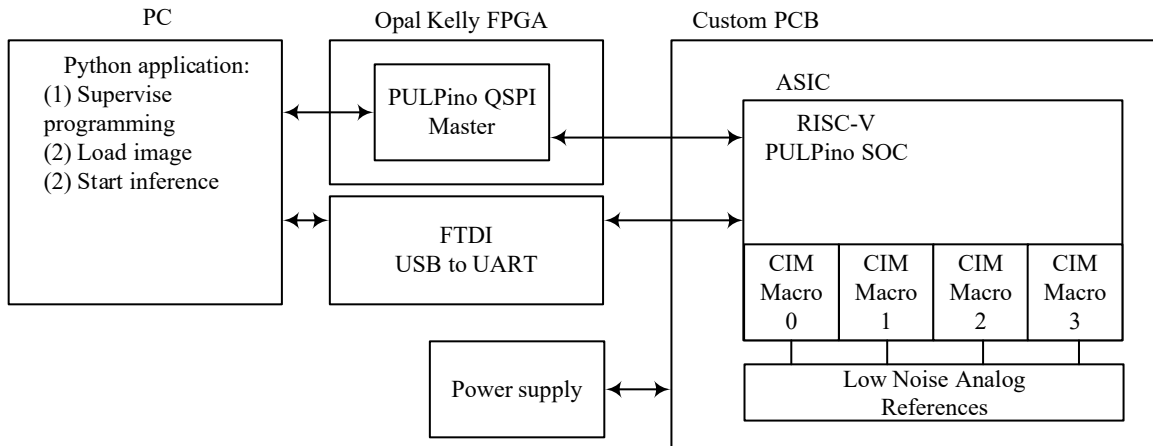 PC
Opal Kelly FPGA
Custom PCB
Python application:
(1) Supervise
programming
(2) Load image
(2) Start inference
PULPino QSPI
Master
ASIC
RISC-V
PULPino SOC
FTDI
USB to UART
CIM
Macro
0
CIM
Macro
1
CIM
Macro
2
CIM
Macro
3
Power supply
Low Noise Analog
References